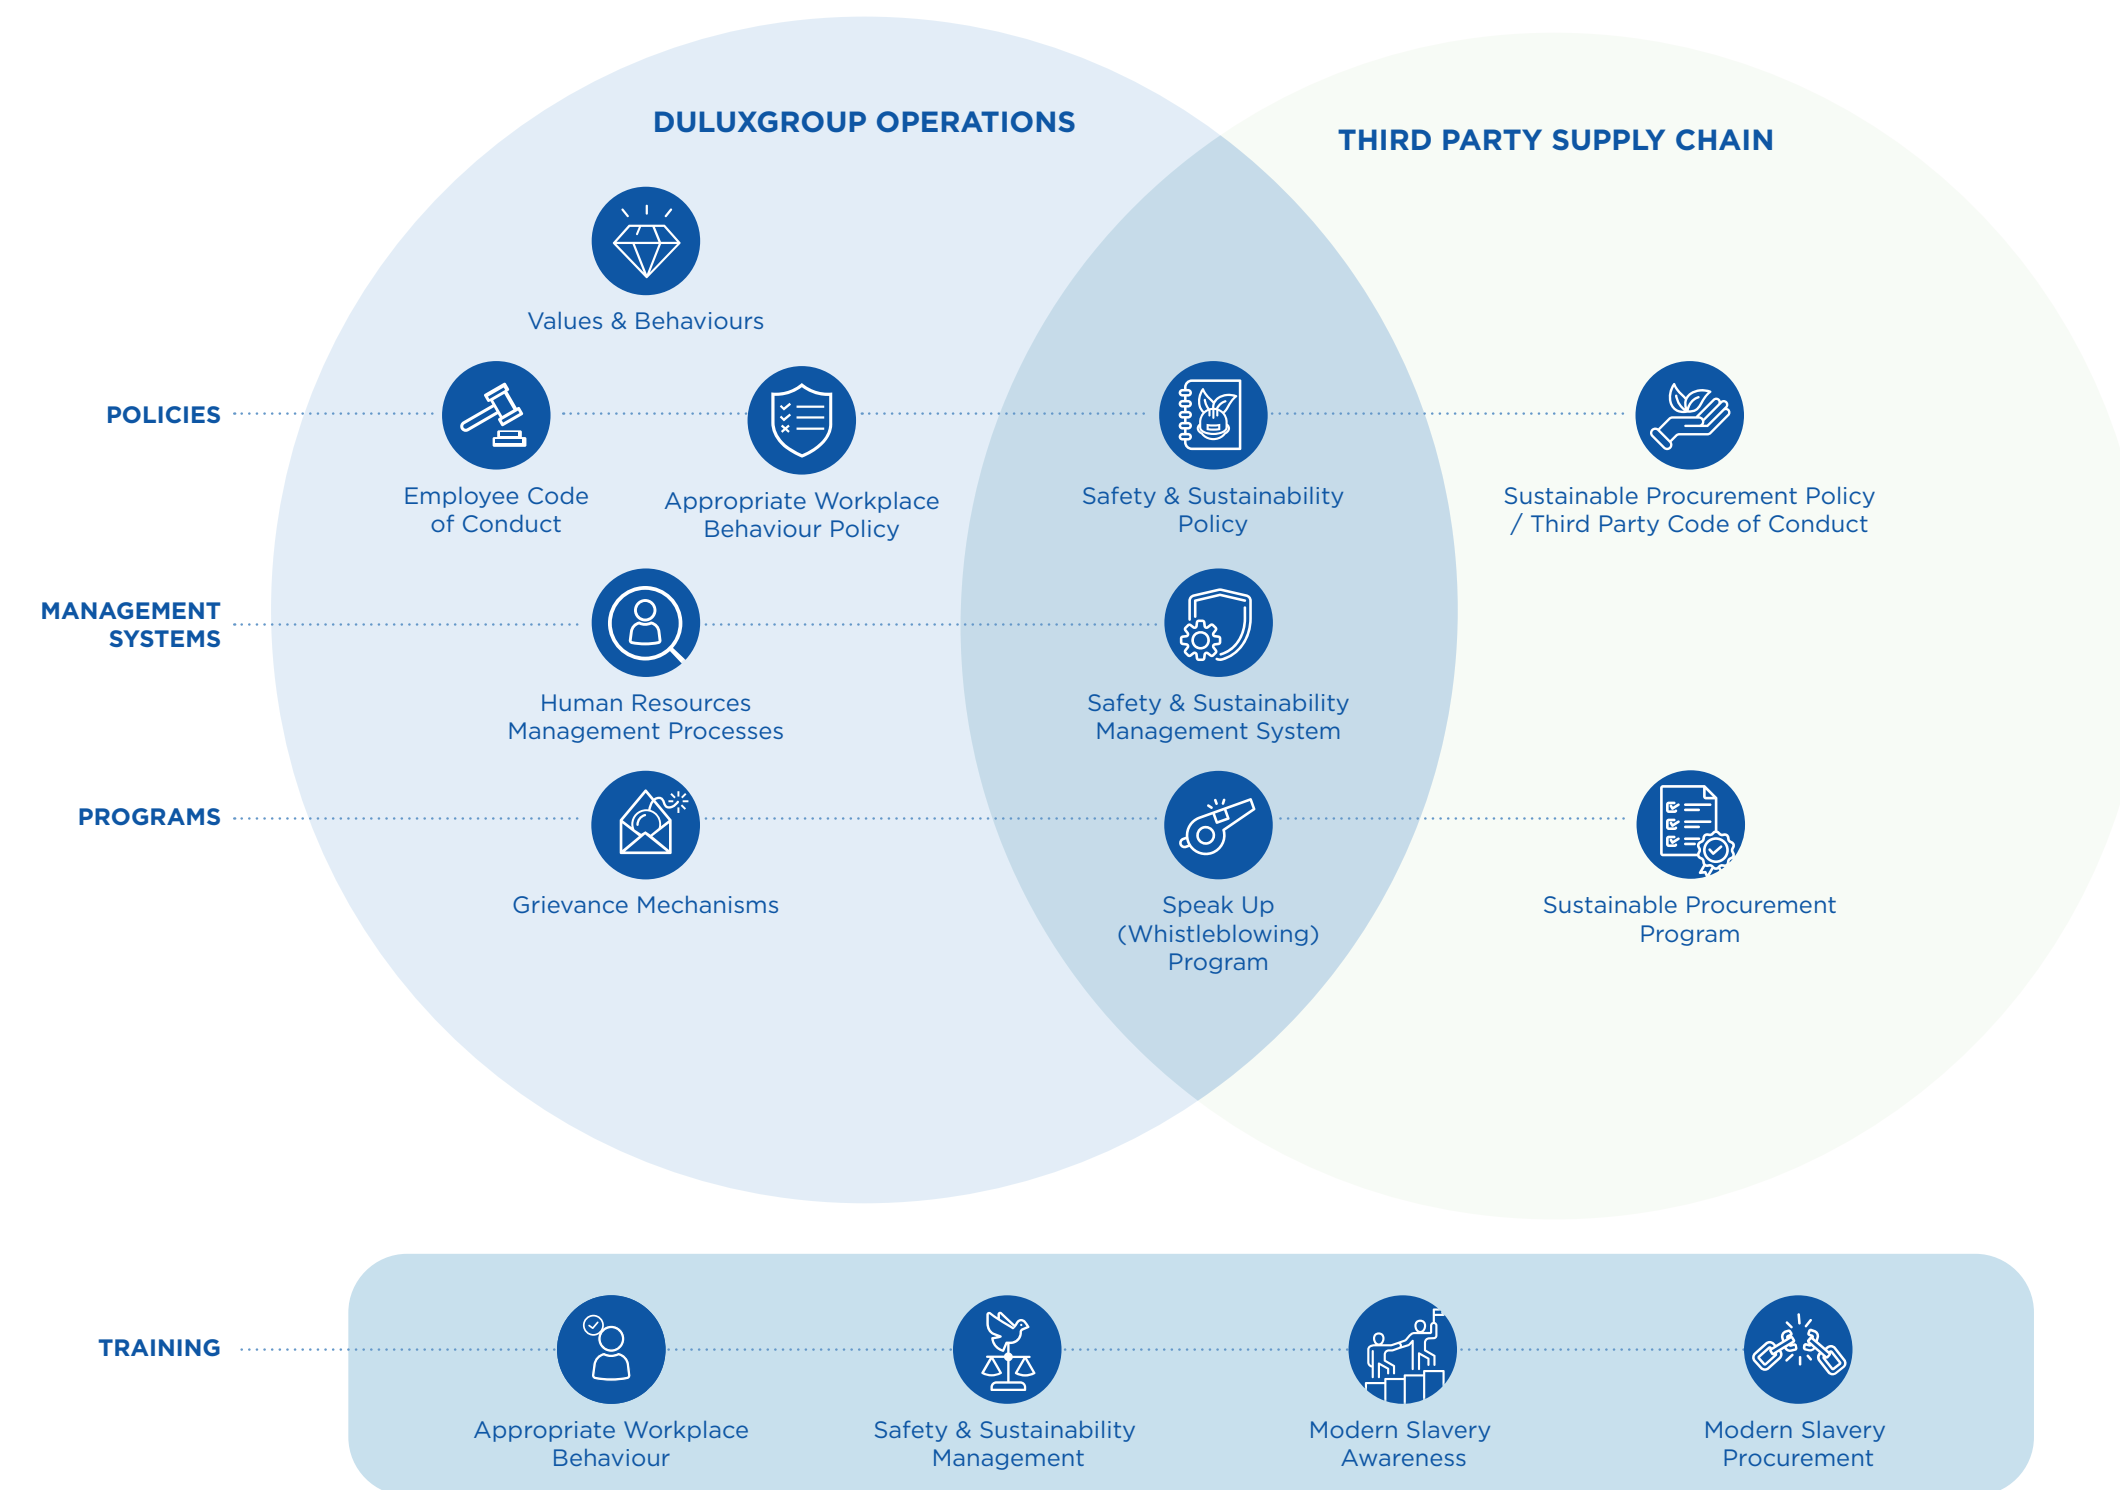 DULUXGROUP OPERATIONS
THIRD PARTY SUPPLY CHAIN
Values & Behaviours
POLICIES
Employee Code
of Conduct
Appropriate Workplace
Behaviour Policy
Safety & Sustainability
Policy
Sustainable Procurement Policy
/ Third Party Code of Conduct
MANAGEMENT
SYSTEMS
Human Resources
Management Processes
Safety & Sustainability
Management System
PROGRAMS
Grievance Mechanisms
Speak Up
(Whistleblowing)
Program
Sustainable Procurement
Program
TRAINING
Appropriate Workplace
Behaviour
Safety & Sustainability
Management
Modern Slavery
Awareness
Modern Slavery
Procurement